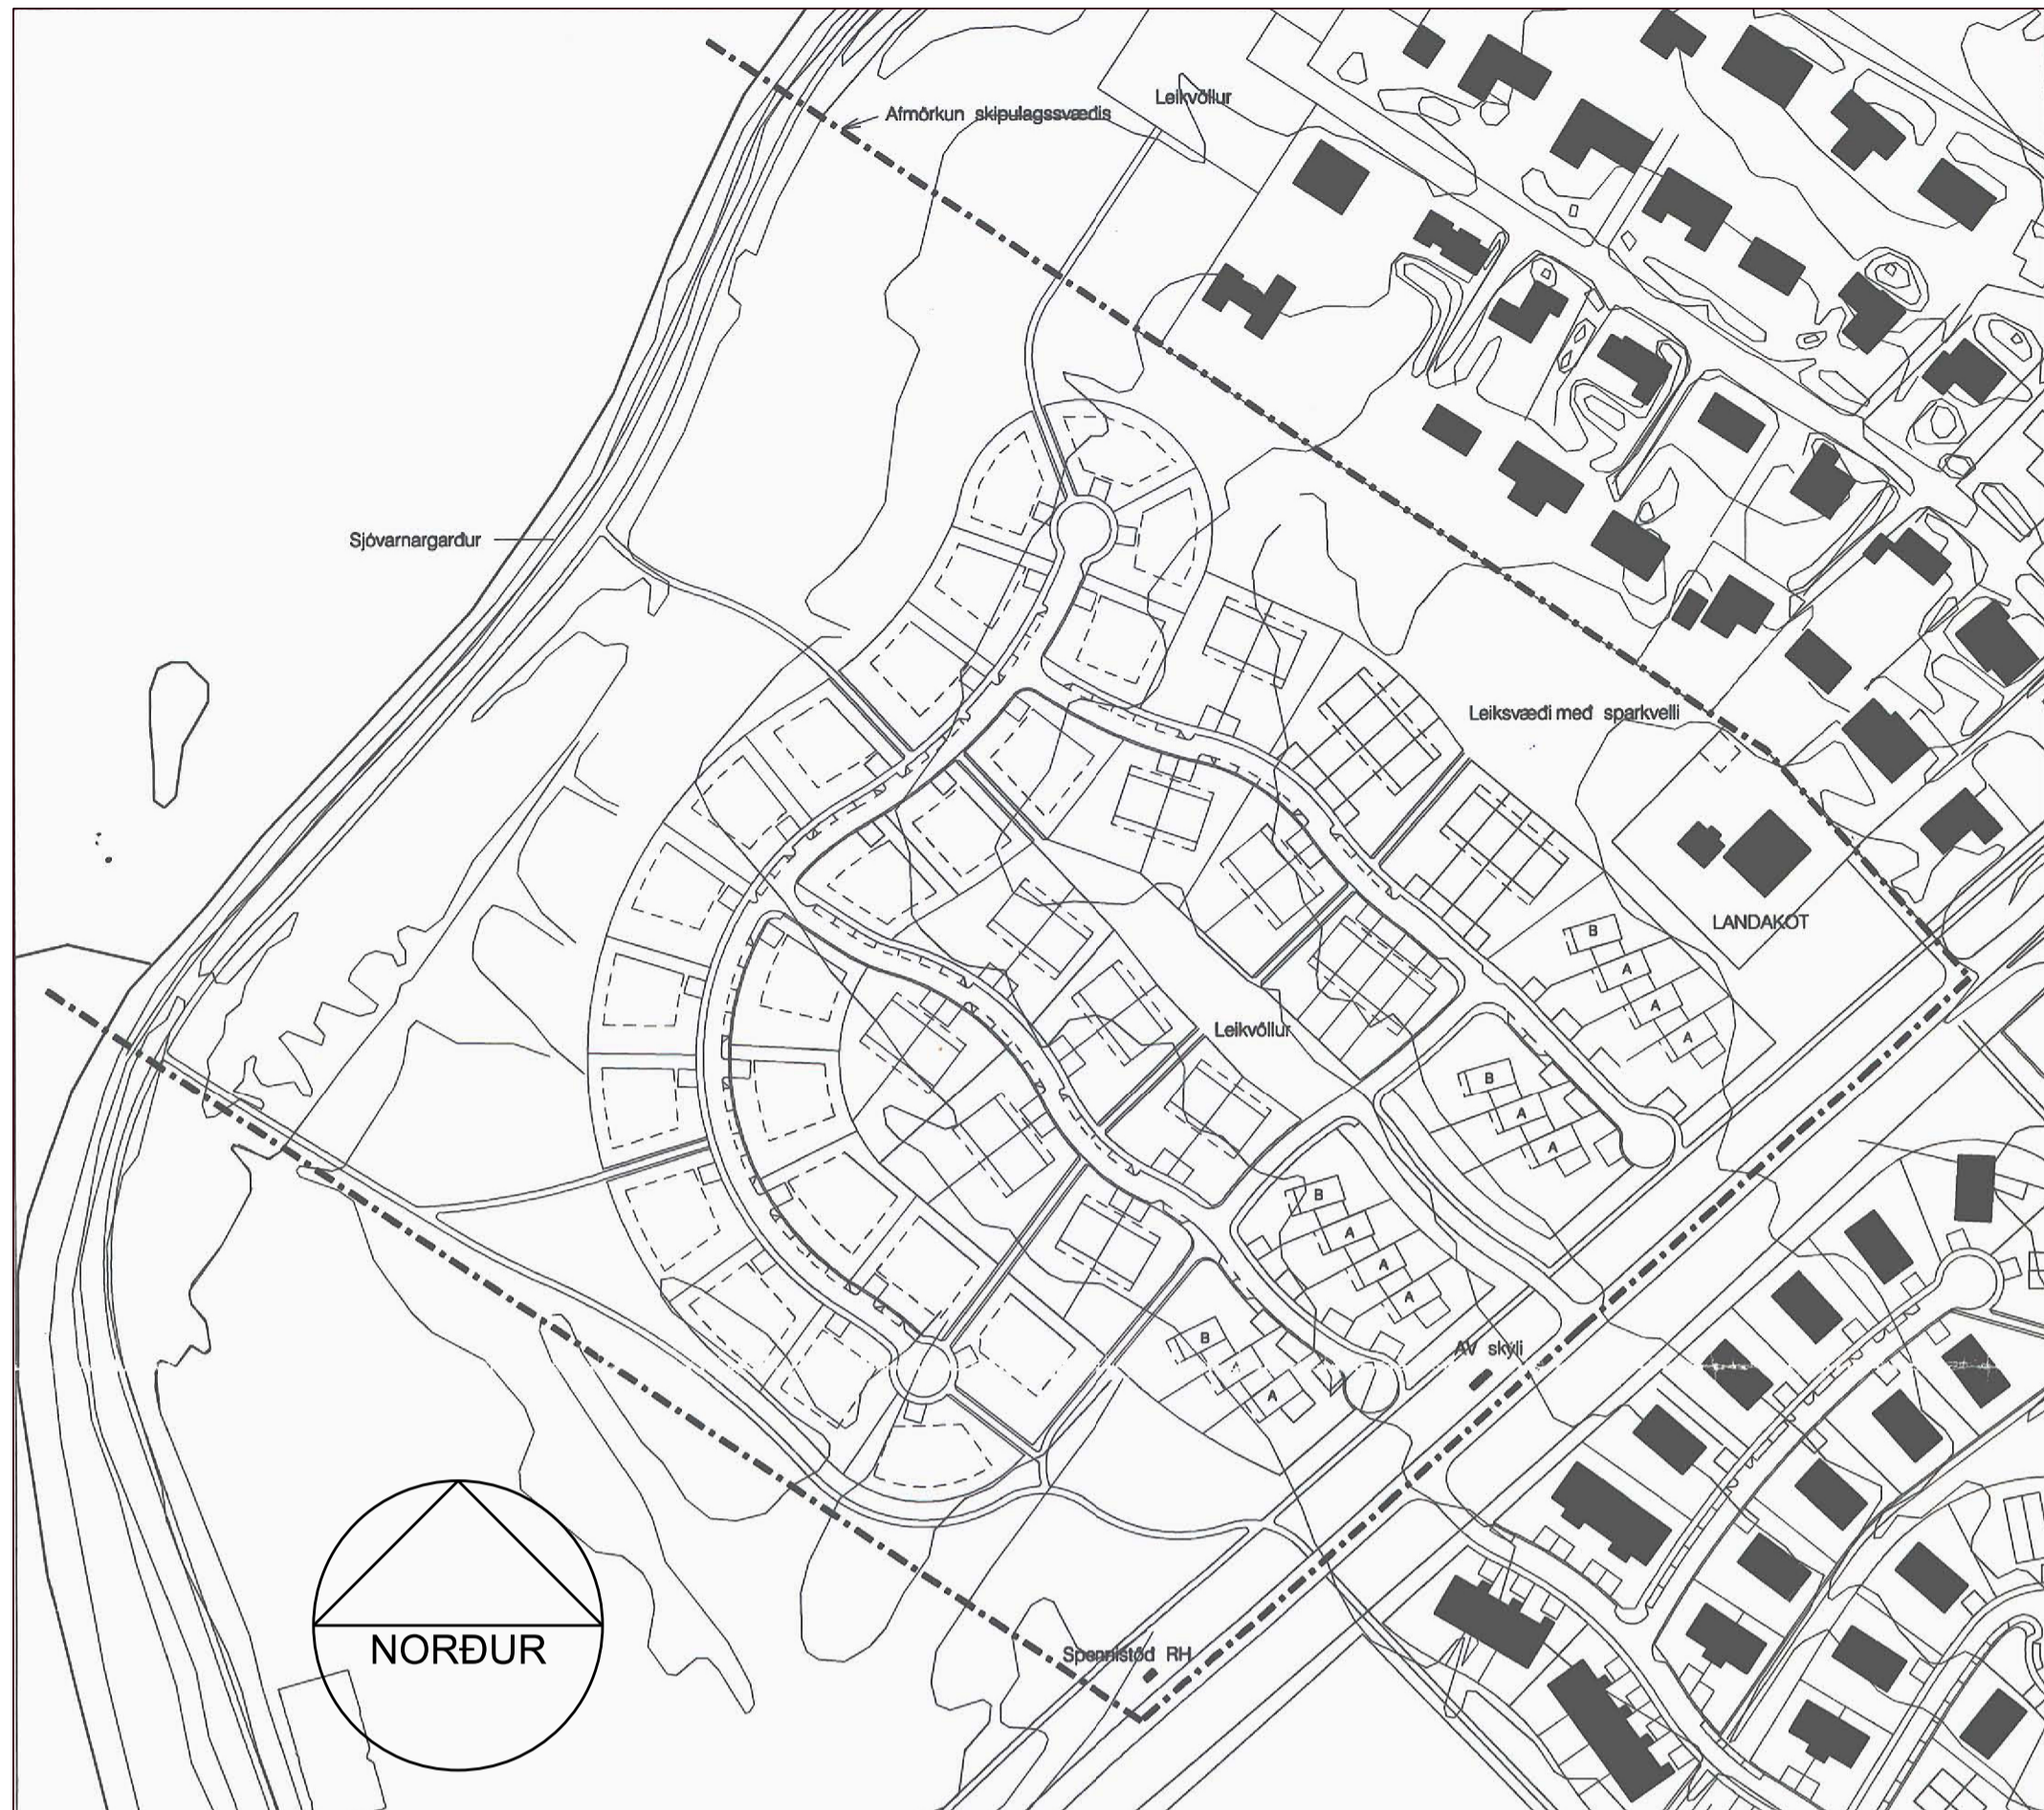 Leikvöllur
Afmörkun skipulagssvæðis
Sjóvarnargarður
Leiksvæði með sparkvelli
LANDAKOT
B
A
A
A
Leikvöllur
B
A
A
B
A
A
A
B
A
A
AV skýli
NORÐUR
Spennistöð RH